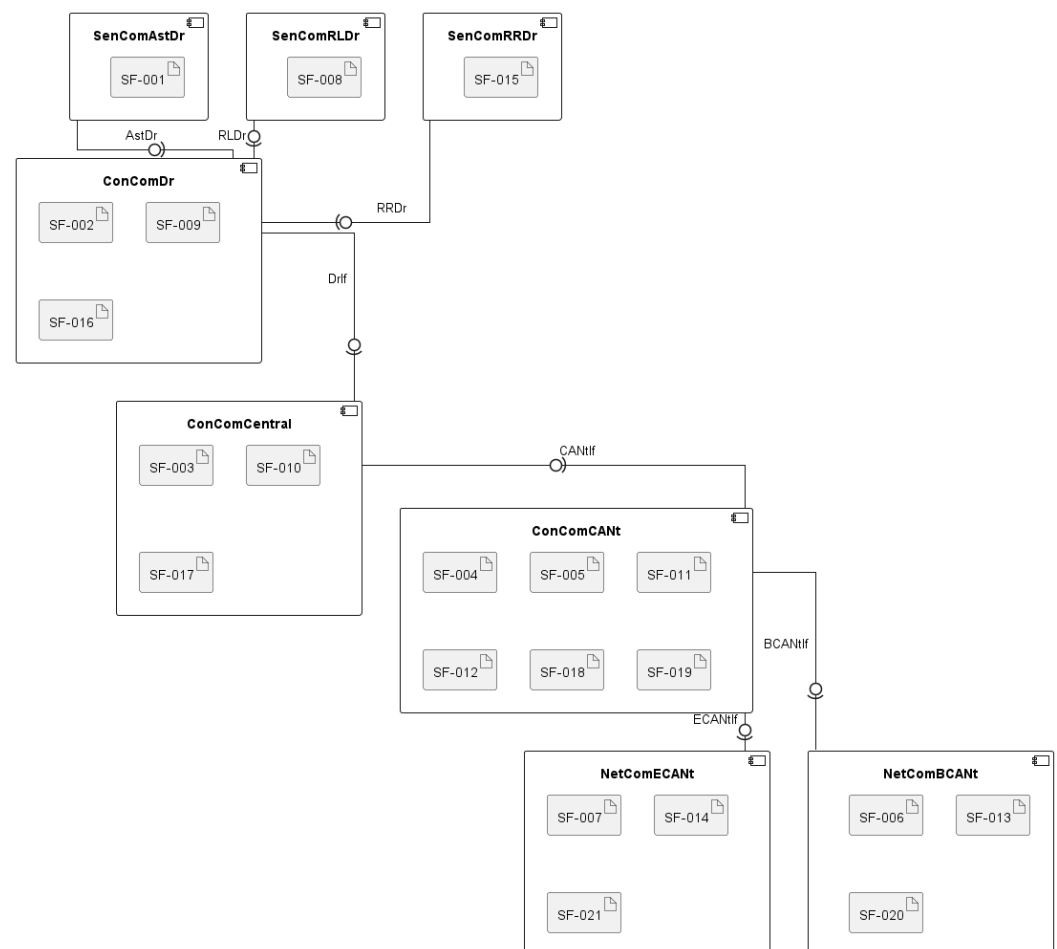 SenComAstDr
SenComRLDr
SenComRRDr
SF-001
SF-008
SF-015
AstDr
RLDr
ConComDr
RRDr
SF-002
SF-009
DrIf
SF-016
ConComCentral
CANtIf
SF-003
SF-010
ConComCANt
SF-017
SF-004
SF-005
SF-011
BCANtIf
SF-012
SF-018
SF-019
ECANtIf
NetComECANt
NetComBCANt
SF-007
SF-014
SF-006
SF-013
SF-021
SF-020